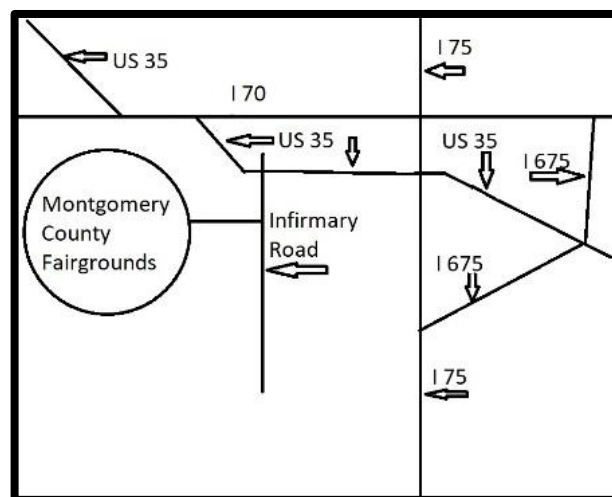 US 35
I 75
I 70
US 35
US 35
I 675
Montgomery
County
Fairgrounds
Infirmary
Road
I 675
I 75